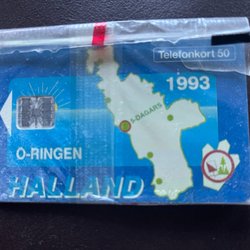 Telefonkort 50
1993
5-DAGARS
O-RINGEN
HALLAND